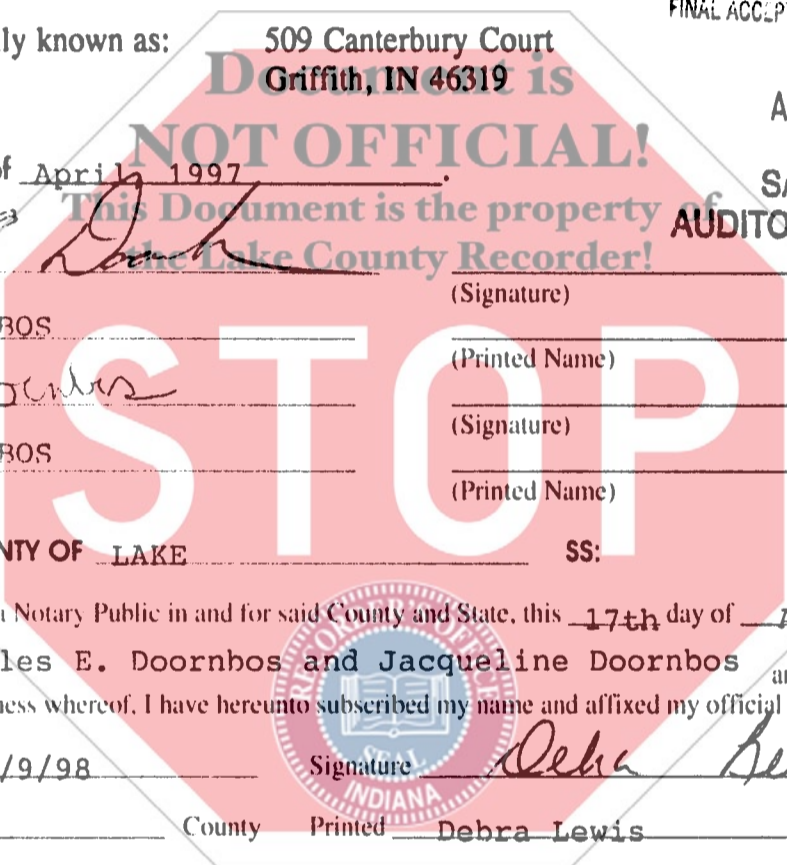 FINAL ACCEP
ly known as: 509 Canterbury Court
Document is
Griffith, IN 46319
A
NOT OFFICIAL!
of April, 1997.
SA
This Document is the property of
AUDITO
the Lake County Recorder!
(Signature)
BOS
(Printed Name)
(Signature)
BOS
(Printed Name)
STOP
NTY OF LAKE SS:
a Notary Public in and for said County and State, this 17th day of A
les E. Doornbos and Jacqueline Doornbos an
ness whereof, I have hereunto subscribed my name and affixed my official
RECORDER'S OFFICE
SEAL
INDIANA
/9/98 Signature Debra
County Printed Debra Lewis